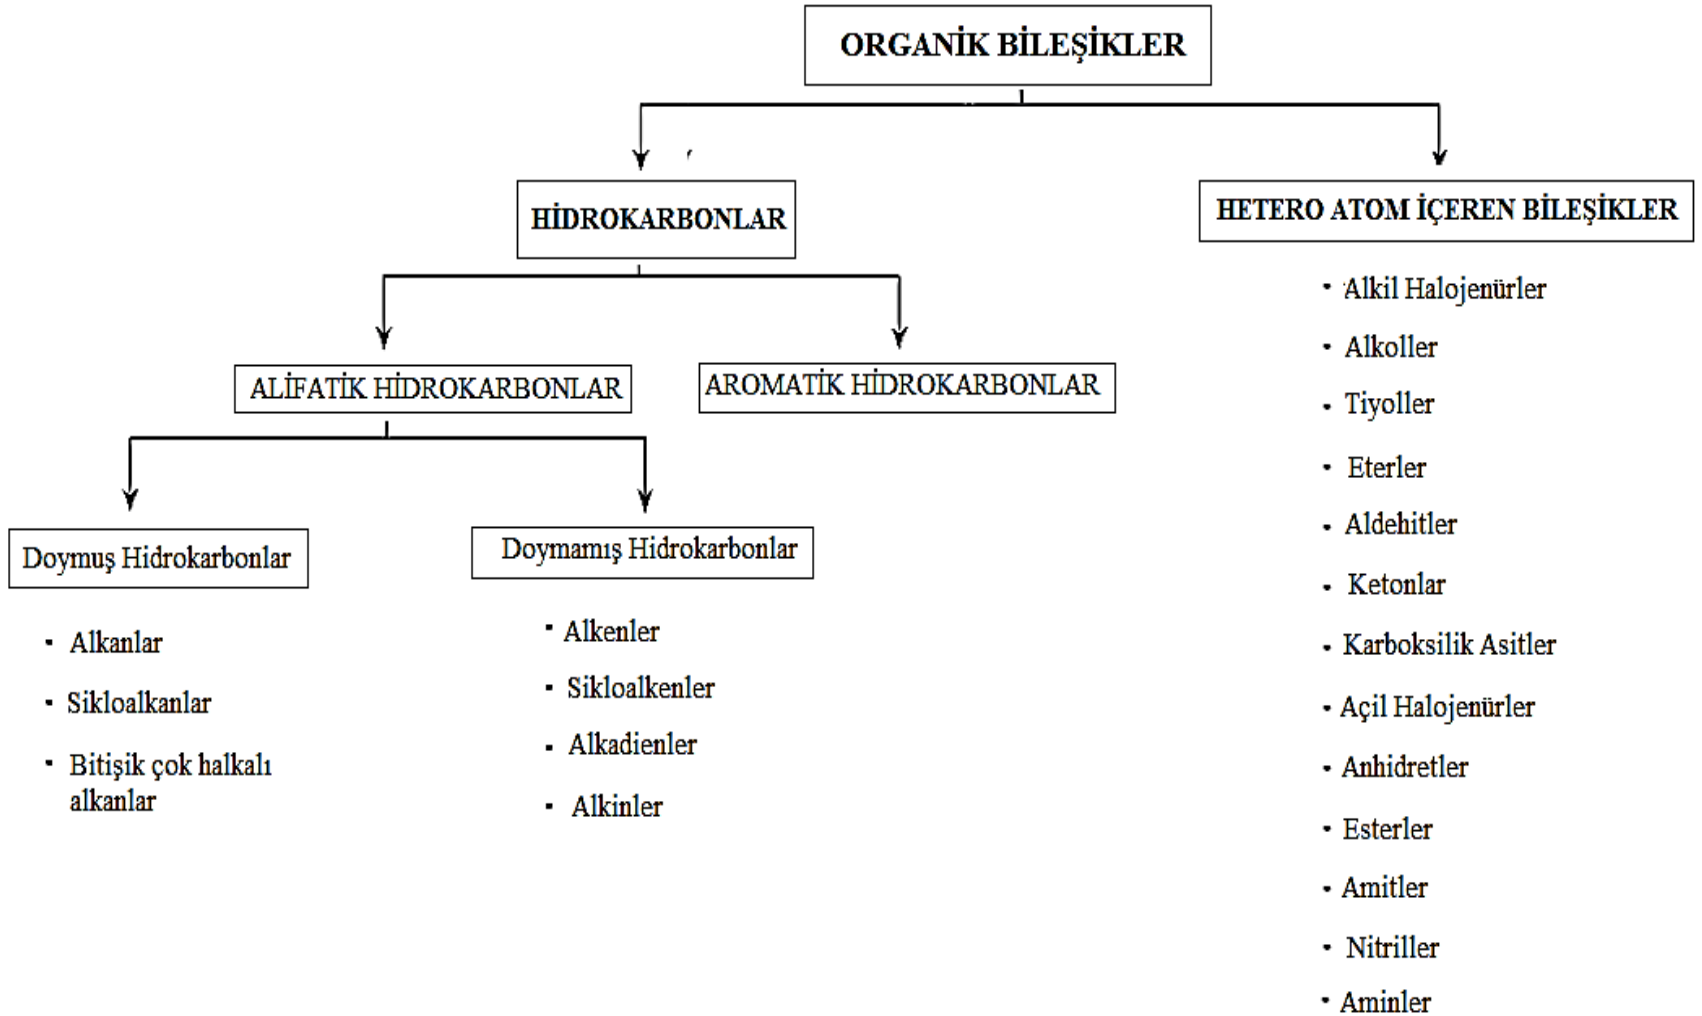 ORGANİK BİLEŞİKLER
HİDROKARBONLAR
HETERO ATOM İÇEREN BİLEŞİKLER
ALİFATİK HİDROKARBONLAR
AROMATİK HİDROKARBONLAR
Doymuş Hidrokarbonlar
▪ Alkanlar
▪ Sikloalkanlar
▪ Bitişik çok halkalı
alkanlar
Doymamış Hidrokarbonlar
▪ Alkenler
▪ Sikloalkenler
▪ Alkadienler
▪ Alkinler
• Alkil Halojenürler
• Alkoller
• Tiyoller
• Eterler
• Aldehitler
• Ketonlar
• Karboksilik Asitler
• Açil Halojenürler
• Anhidretler
• Esterler
• Amitler
• Nitriller
• Aminler